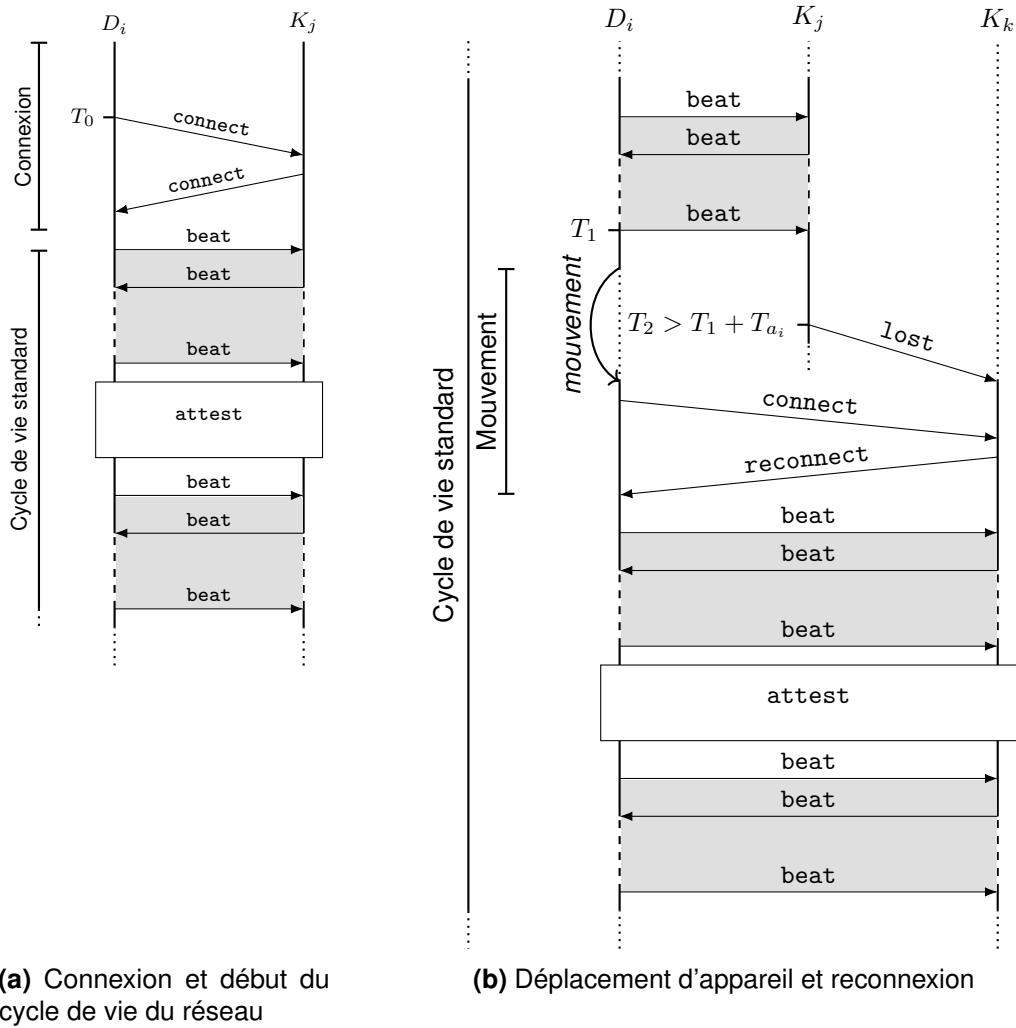 $D_i$ $K_j$
Connexion
$T_0$
connect
connect
Cycle de vie standard
beat
beat
beat
attest
beat
beat
beat
(a) Connexion et début du
cycle de vie du réseau
$D_i$ $K_j$ $K_k$
beat
beat
beat
$T_1$
mouvement
Cycle de vie standard
Mouvement
$T_2 > T_1 + T_{a_i}$
lost
connect
reconnect
beat
beat
beat
attest
beat
beat
beat
(b) Déplacement d'appareil et reconnexion